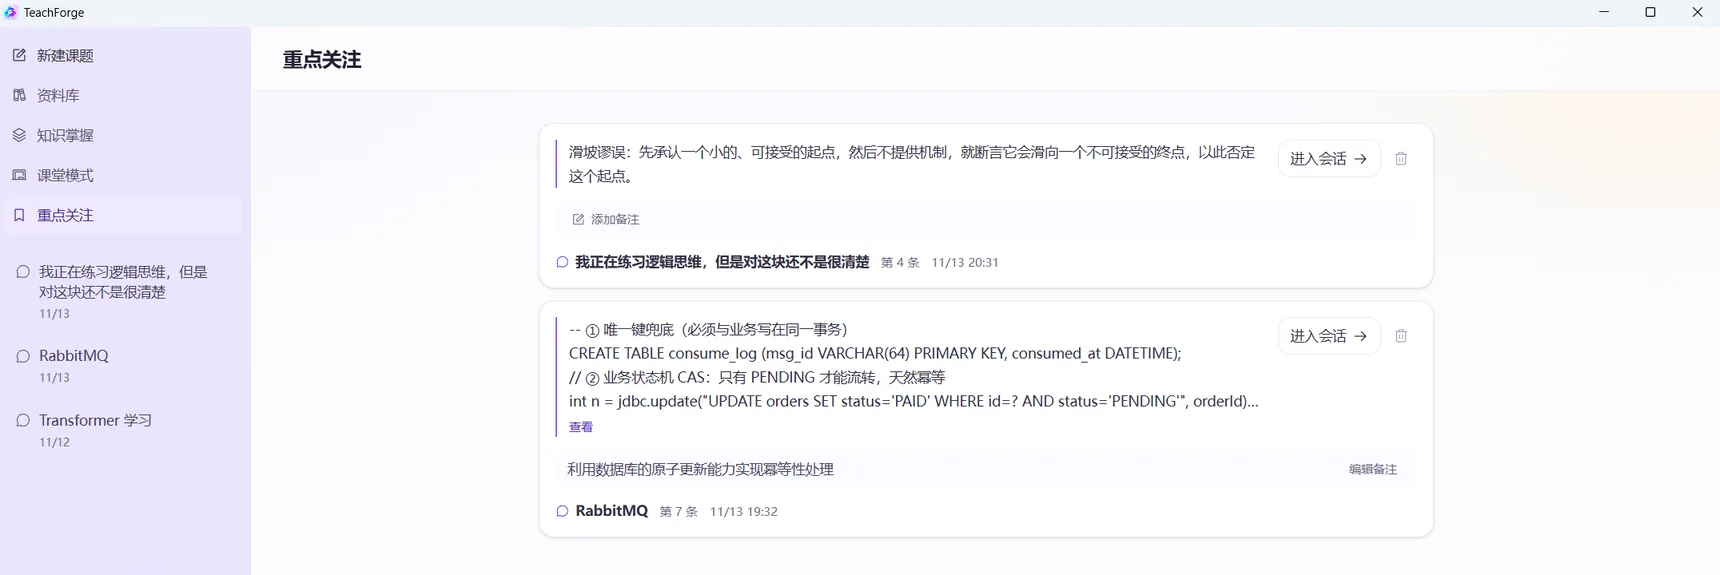 TeachForge
新建课题
资料库
知识掌握
课堂模式
重点关注
我正在练习逻辑思维，但是
对这块还不是很清楚
11/13
RabbitMQ
11/13
Transformer 学习
11/12
重点关注
滑坡谬误：先承认一个小的、可接受的起点，然后不提供机制，就断言它会滑向一个不可接受的终点，以此否定
这个起点。
进入会话 →
添加备注
我正在练习逻辑思维，但是对这块还不是很清楚 第 4 条 11/13 20:31
-- ① 唯一键兜底（必须与业务写在同一事务）
CREATE TABLE consume_log (msg_id VARCHAR(64) PRIMARY KEY, consumed_at DATETIME);
// ② 业务状态机 CAS：只有 PENDING 才能流转，天然幂等
int n = jdbc.update("UPDATE orders SET status='PAID' WHERE id=? AND status='PENDING'", orderId)...
查看
进入会话 →
利用数据库的原子更新能力实现幂等性处理
编辑备注
RabbitMQ 第 7 条 11/13 19:32